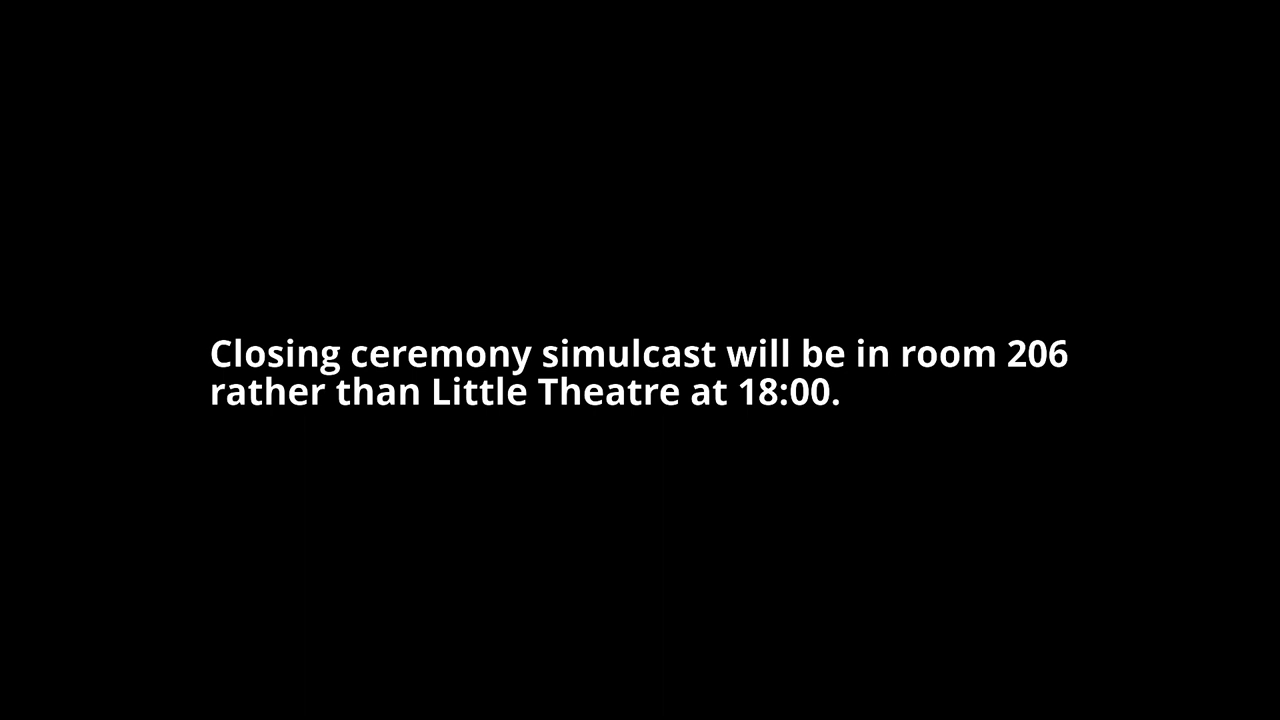 Closing ceremony simulcast will be in room 206
rather than Little Theatre at 18:00.